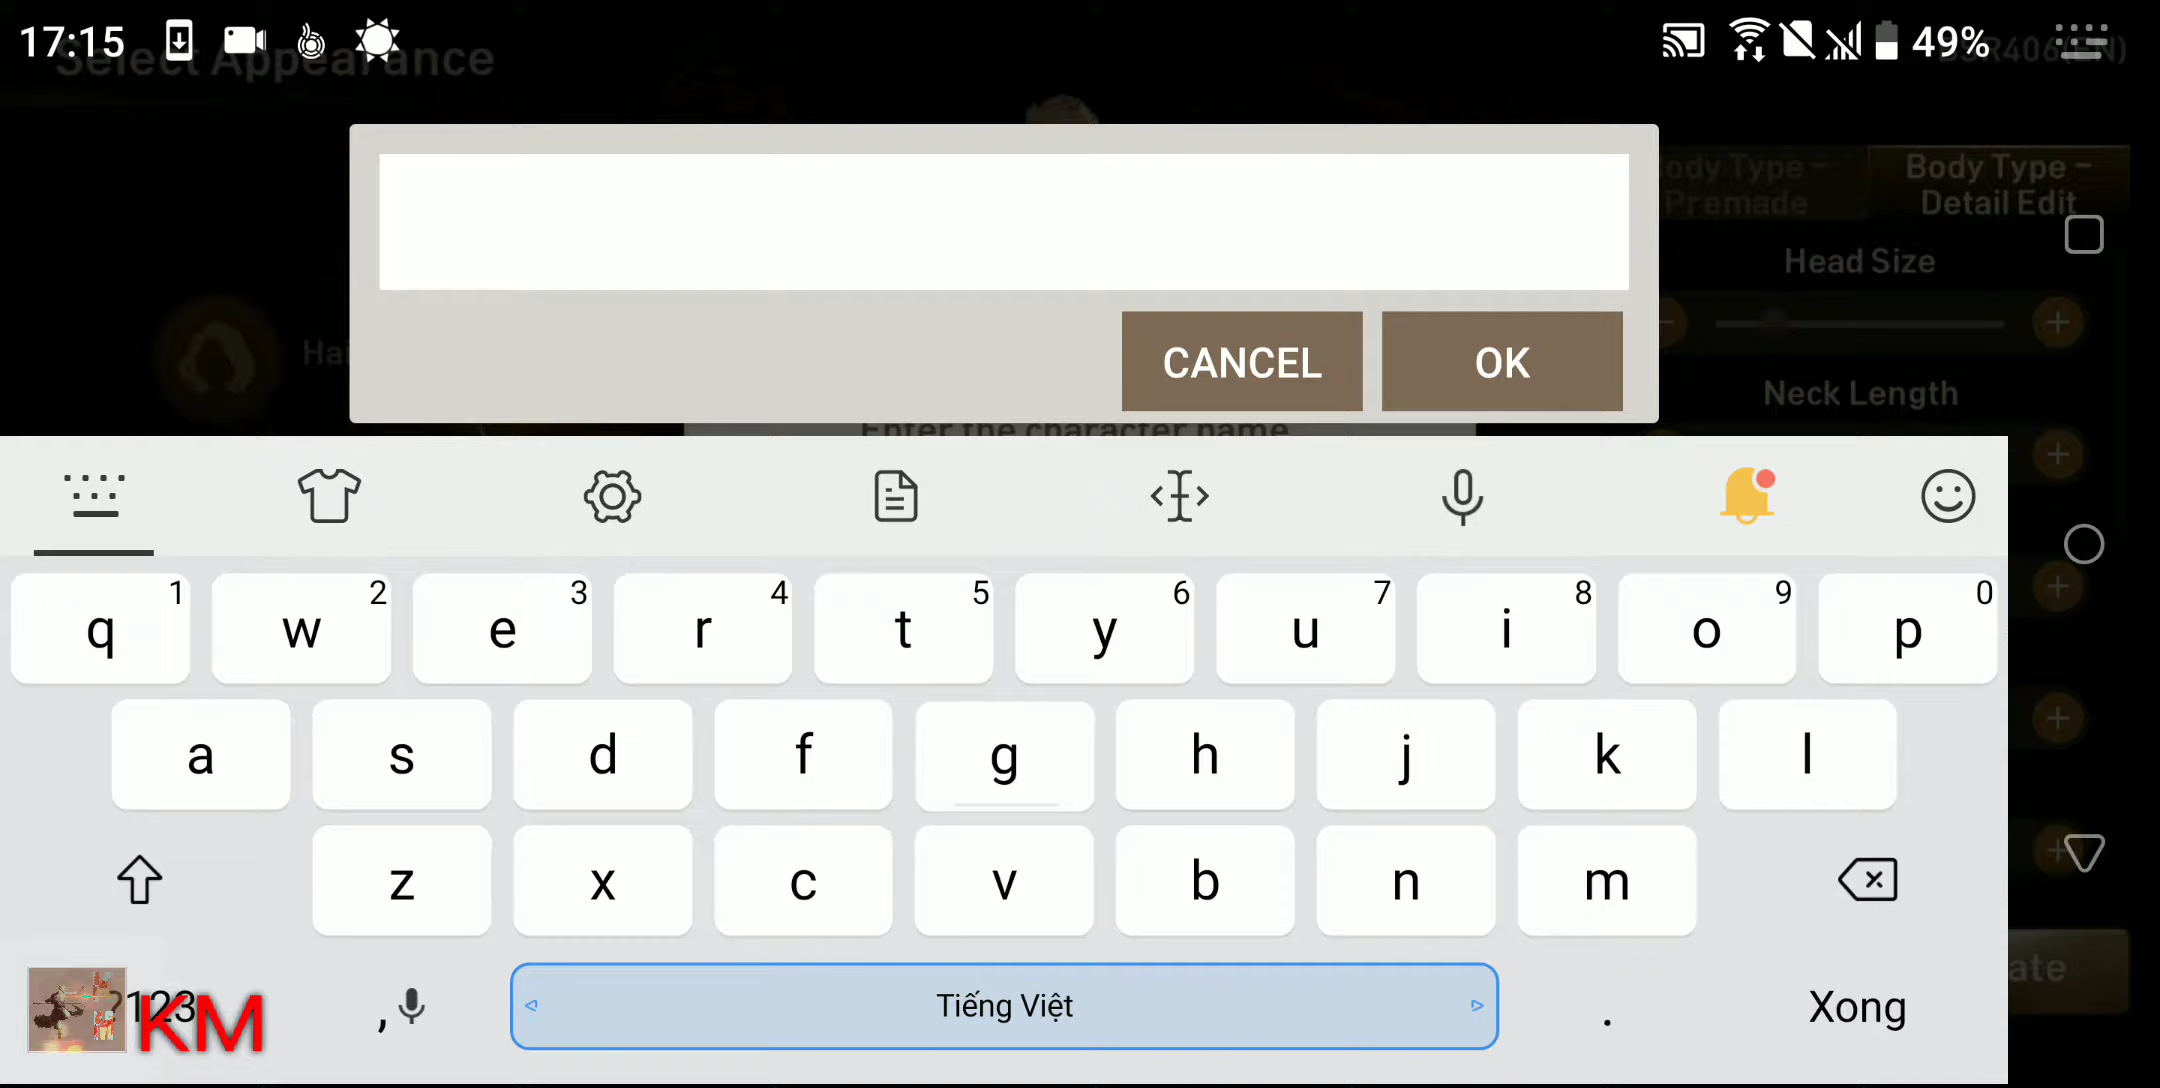 17:15
49%
Select Appearance
Body Type -
Premade
Body Type -
Detail Edit
Head Size
CANCEL
OK
Neck Length
Enter the character name
1 2 3 4 5 6 7 8 9 0
q w e r t y u i o p
a s d f g h j k l
z x c v b n m
?123
KM
,
Tiếng Việt
.
Xong